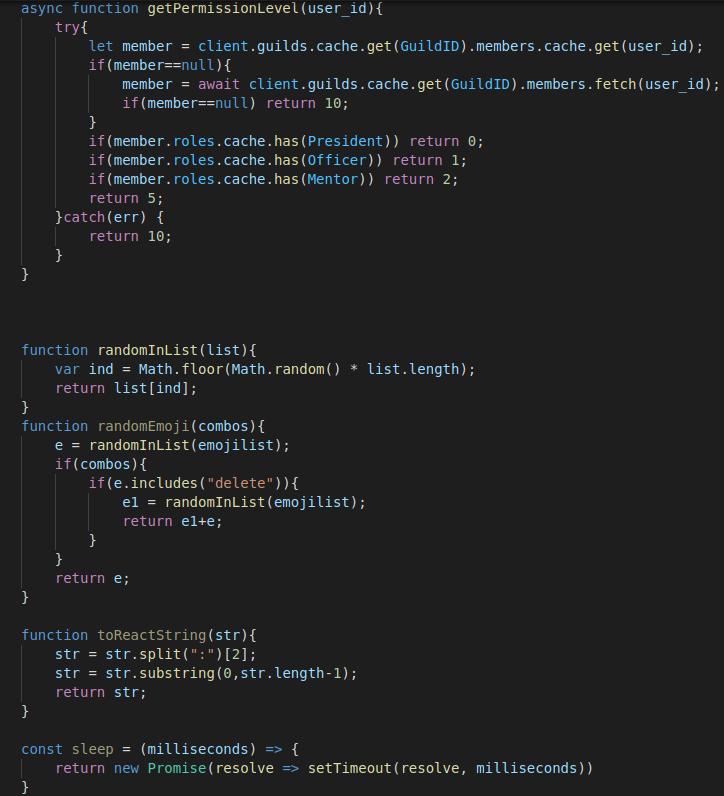 async function getPermissionLevel(user_id){
    try{
        let member = client.guilds.cache.get(GuildID).members.cache.get(user_id);
        if(member==null){
            member = await client.guilds.cache.get(GuildID).members.fetch(user_id);
            if(member==null) return 10;
        }
        if(member.roles.cache.has(President)) return 0;
        if(member.roles.cache.has(Officer)) return 1;
        if(member.roles.cache.has(Mentor)) return 2;
        return 5;
    }catch(err) {
        return 10;
    }
}
function randomInList(list){
    var ind = Math.floor(Math.random() * list.length);
    return list[ind];
}
function randomEmoji(combos){
    e = randomInList(emojilist);
    if(combos){
        if(e.includes("delete")){
            e1 = randomInList(emojilist);
            return e1+e;
        }
    }
    return e;
}
function toReactString(str){
    str = str.split(":")[2];
    str = str.substring(0,str.length-1);
    return str;
}
const sleep = (milliseconds) => {
    return new Promise(resolve => setTimeout(resolve, milliseconds))
}